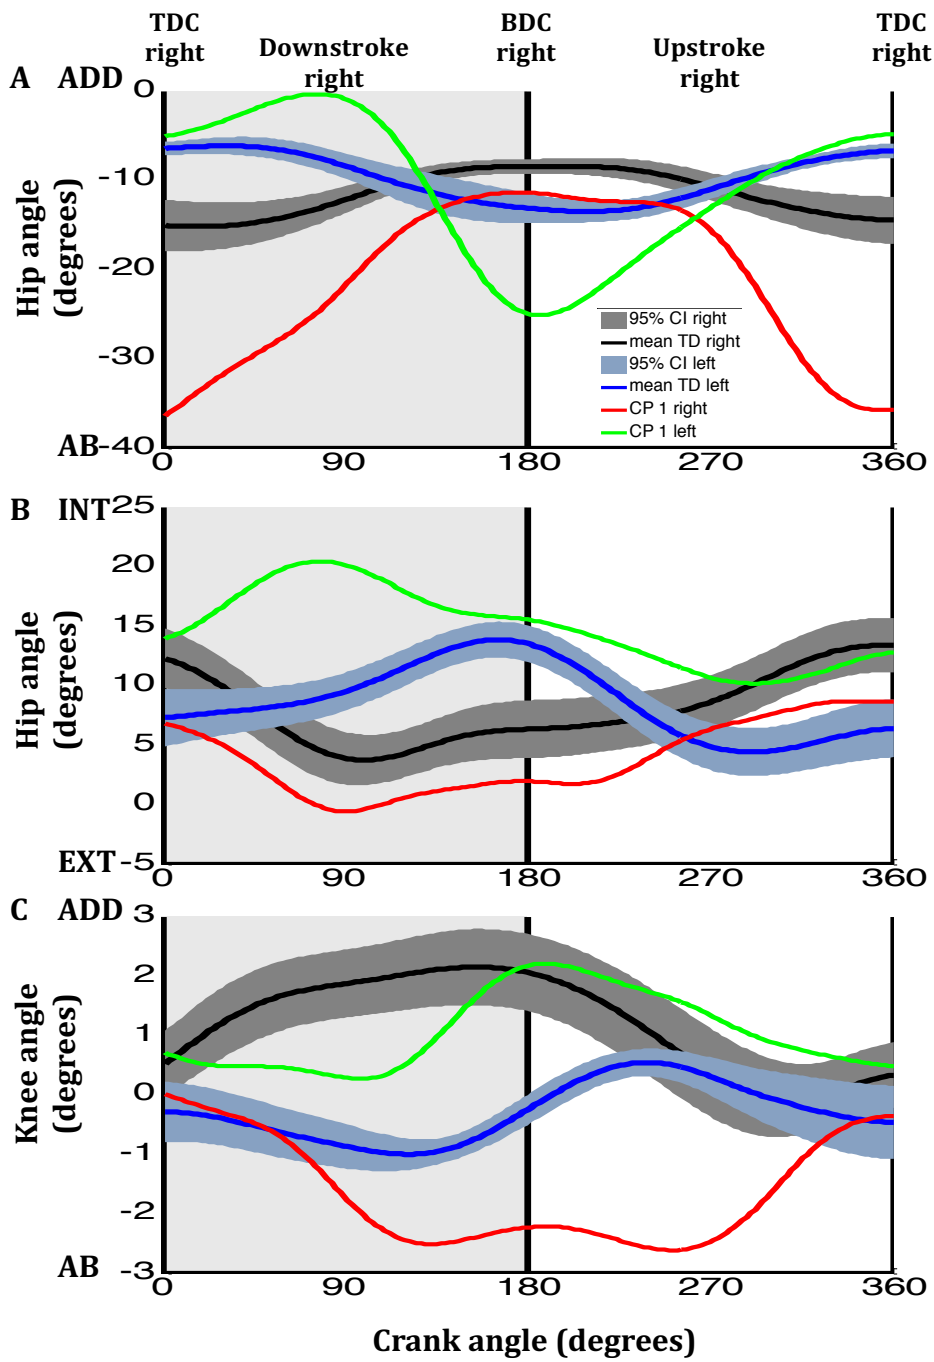 TDC right
Downstroke right
BDC right
Upstroke right
TDC right
A ADD
0
-10
-20
-30
AB-40
Hip angle (degrees)
95% CI right
mean TD right
95% CI left
mean TD left
CP 1 right
CP 1 left
0 90 180 270 360
B INT 25
20
15
10
5
0
EXT -5
Hip angle (degrees)
0 90 180 270 360
C ADD 3
2
1
0
-1
-2
AB -3
Knee angle (degrees)
0 90 180 270 360
Crank angle (degrees)